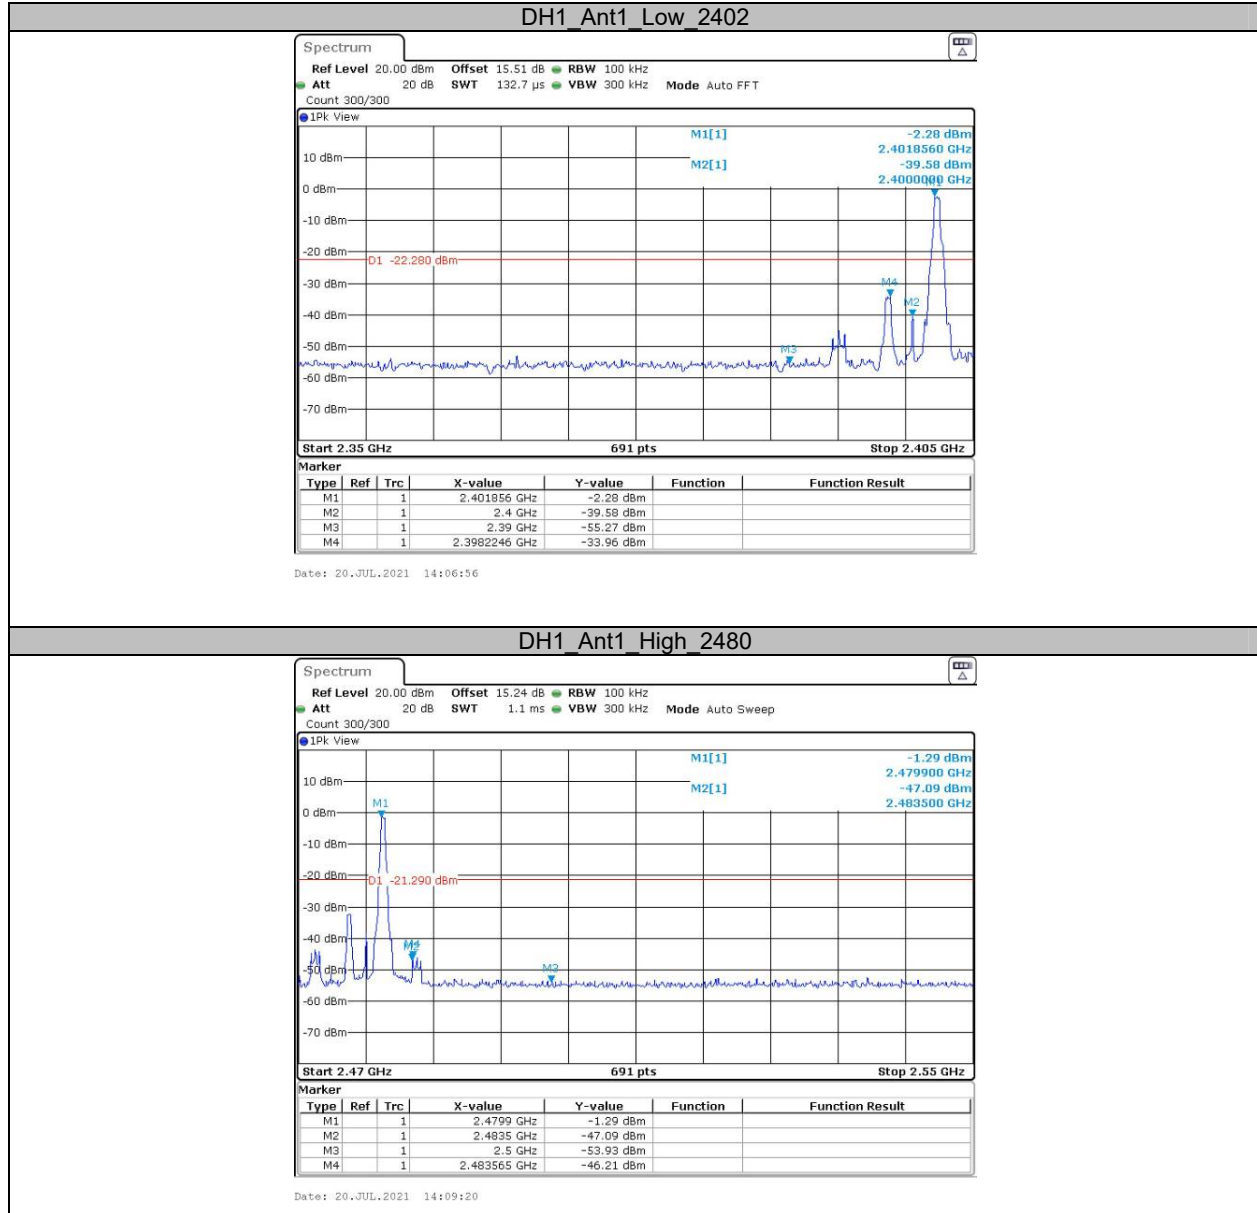 DH1_Ant1_Low_2402
Spectrum
Ref Level 20.00 dBm Offset 15.51 dB RBW 100 kHz
Att 20 dB SWT 132.7 µs VBW 300 kHz Mode Auto FFT
Count 300/300
1Pk View
M1[1] -2.28 dBm
2.4018560 GHz
10 dBm
M2[1] -39.58 dBm
2.4000000 GHz
M1
0 dBm
-10 dBm
-20 dBm
D1 -22.280 dBm
-30 dBm
M4
M2
-40 dBm
-50 dBm
M3
-60 dBm
-70 dBm
Start 2.35 GHz 691 pts Stop 2.405 GHz
Marker
Type Ref Trc X-value Y-value Function Function Result
M1 1 2.401856 GHz -2.28 dBm
M2 1 2.4 GHz -39.58 dBm
M3 1 2.39 GHz -55.27 dBm
M4 1 2.3982246 GHz -33.96 dBm
Date: 20.JUL.2021 14:06:56
DH1_Ant1_High_2480
Spectrum
Ref Level 20.00 dBm Offset 15.24 dB RBW 100 kHz
Att 20 dB SWT 1.1 ms VBW 300 kHz Mode Auto Sweep
Count 300/300
1Pk View
M1[1] -1.29 dBm
2.479900 GHz
10 dBm
M2[1] -47.09 dBm
2.483500 GHz
M1
0 dBm
-10 dBm
-20 dBm
D1 -21.290 dBm
-30 dBm
-40 dBm
M4
M2
-50 dBm
M3
-60 dBm
-70 dBm
Start 2.47 GHz 691 pts Stop 2.55 GHz
Marker
Type Ref Trc X-value Y-value Function Function Result
M1 1 2.4799 GHz -1.29 dBm
M2 1 2.4835 GHz -47.09 dBm
M3 1 2.5 GHz -53.93 dBm
M4 1 2.483565 GHz -46.21 dBm
Date: 20.JUL.2021 14:09:20